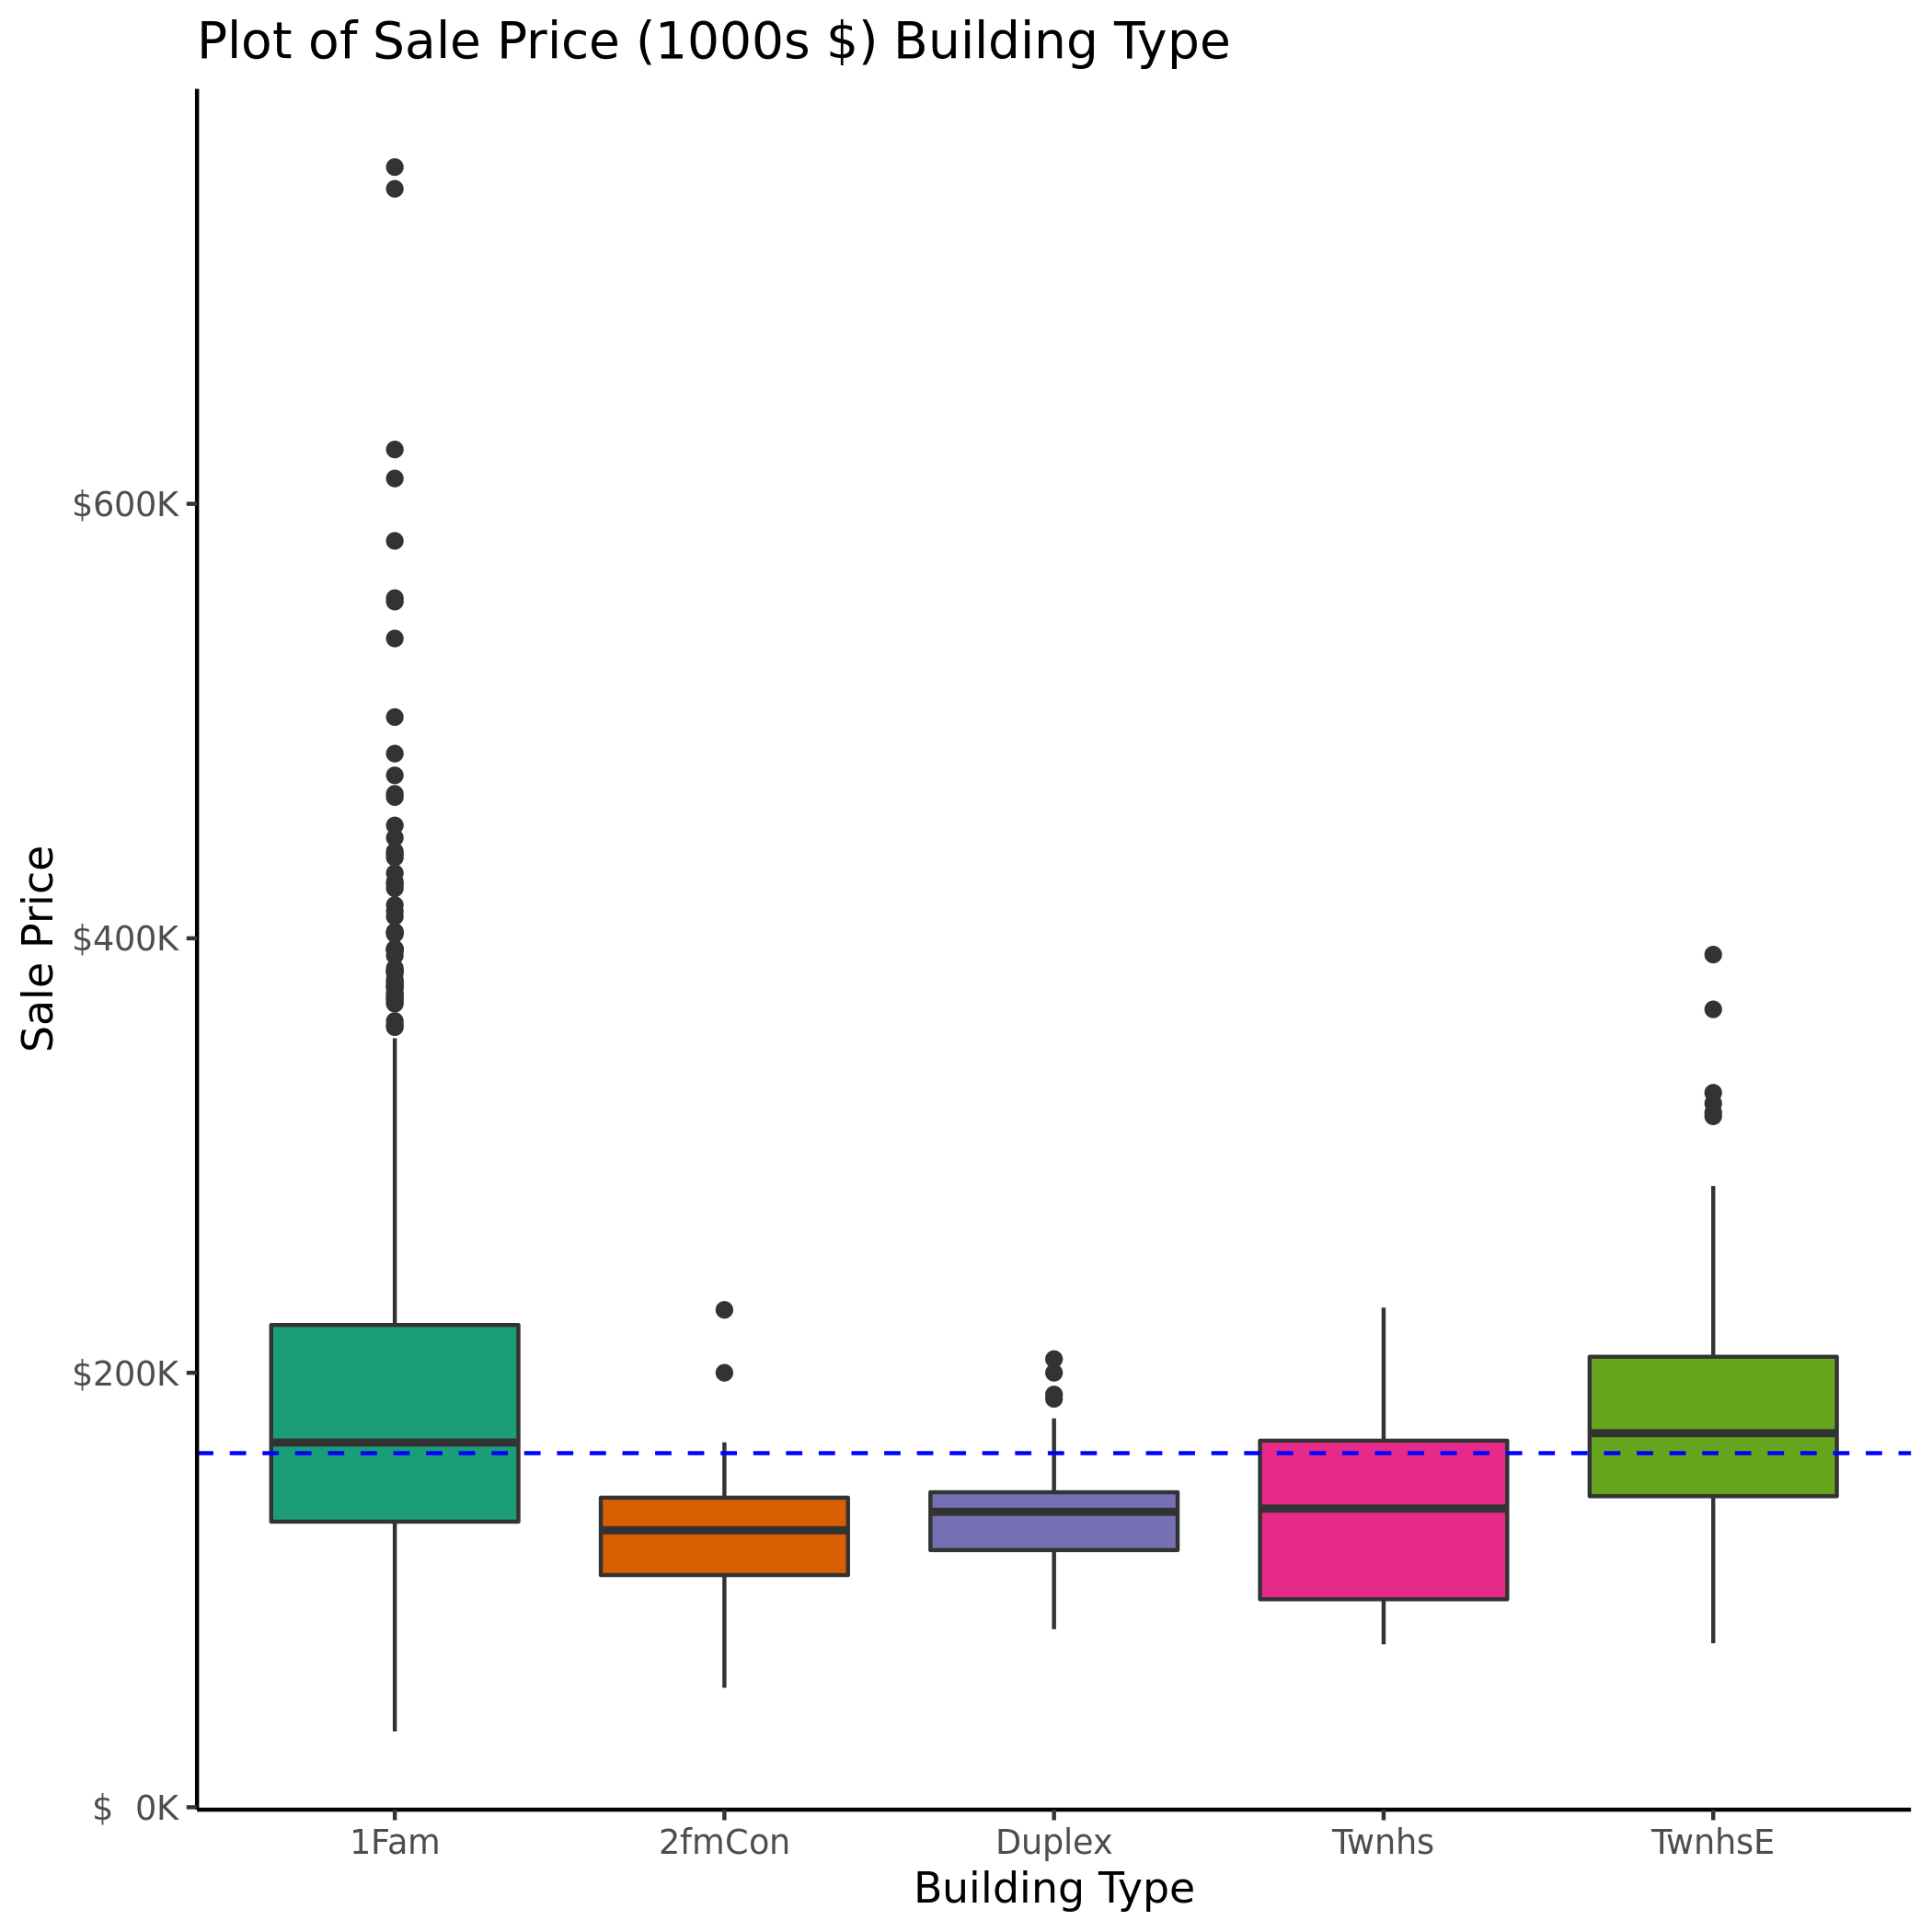 Plot of Sale Price (1000s $) Building Type
Sale Price
$600K
$400K
$200K
$  0K
1Fam 2fmCon Duplex Twnhs TwnhsE
Building Type